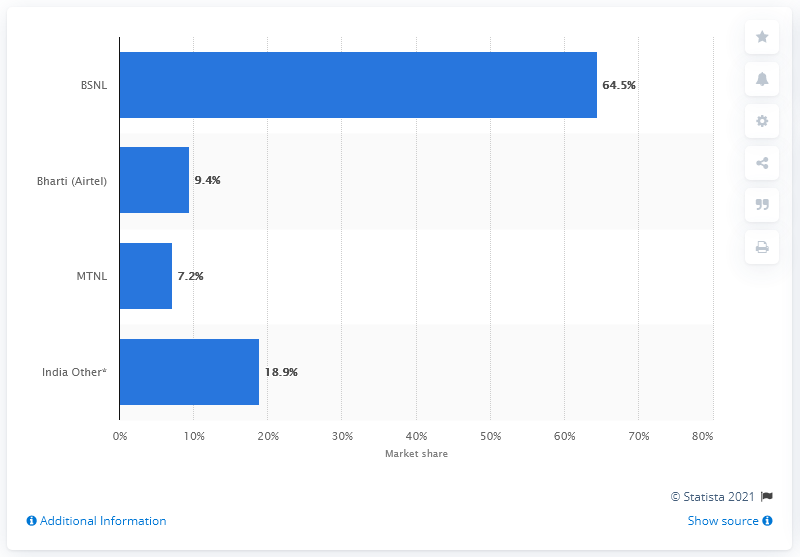 BSNL
64.5%
Bharti (Airtel)
9.4%
MTNL
7.2%
India Other*
18.9%
0% 10% 20% 30% 40% 50% 60% 70% 80%
Market share
© Statista 2021
Additional Information
Show source